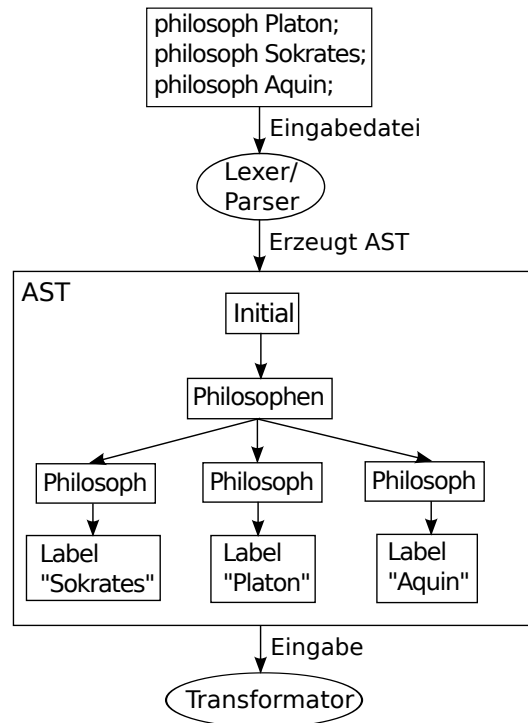 philosoph Platon;
philosoph Sokrates;
philosoph Aquin;
Eingabedatei
Lexer/
Parser
Erzeugt AST
AST
Initial
Philosophen
Philosoph
Philosoph
Philosoph
Label
"Sokrates"
Label
"Platon"
Label
"Aquin"
Eingabe
Transformator